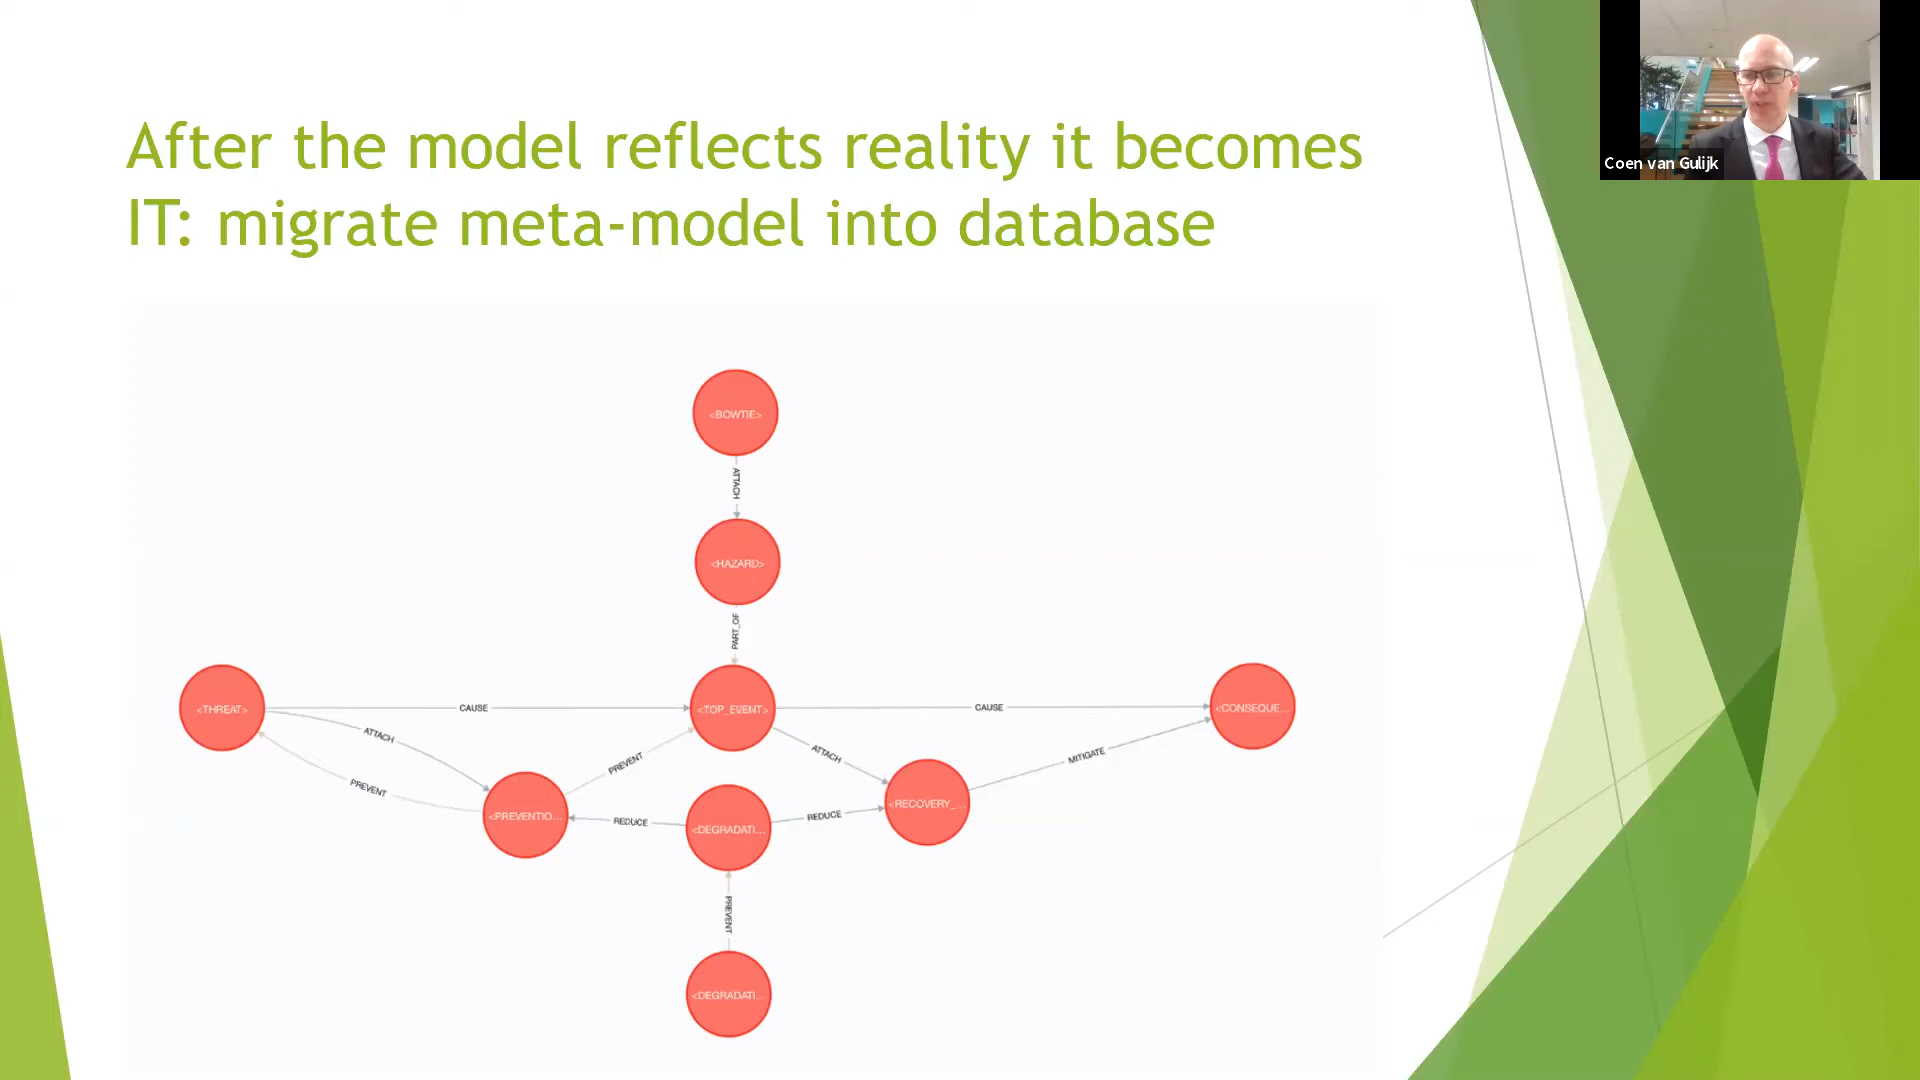 After the model reflects reality it becomes
IT: migrate meta-model into database
Coen van Gulijk
<BOWTIE>
ATTACH
<HAZARD>
PART_OF
<THREAT>
CAUSE
<TOP_EVENT>
CAUSE
<CONSEQUE...
ATTACH
PREVENT
ATTACH
MITIGATE
PREVENT
<PREVENTIO...
REDUCE
<DEGRADATI...
REDUCE
<RECOVERY_...
PREVENT
<DEGRADATI...